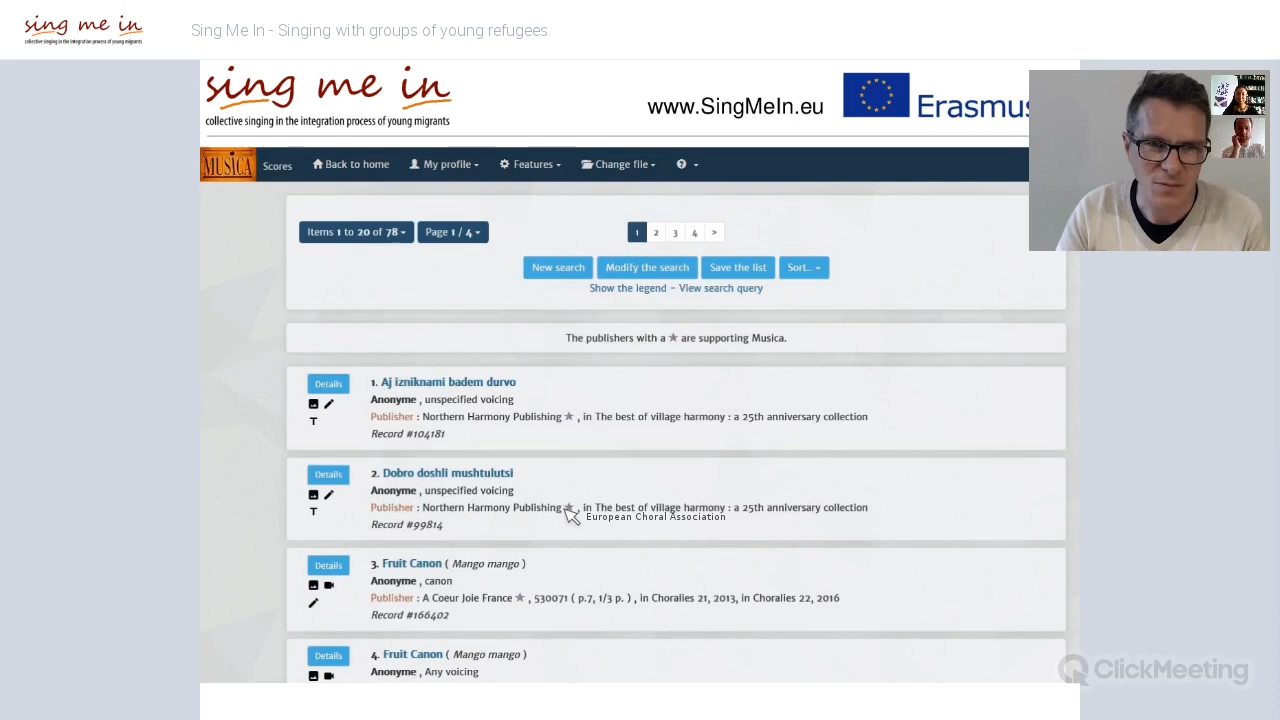 sing me in
collective singing in the integration process of young migrants
Sing Me In - Singing with groups of young refugees
sing me in
collective singing in the integration process of young migrants
www.SingMeIn.eu
Erasmus
MUSICA
Scores
Back to home
My profile
Features
Change file
Items 1 to 20 of 78
Page 1 / 4
1 2 3 4 >
New search
Modify the search
Save the list
Sort..
Show the legend - View search query
The publishers with a ★ are supporting Musica.
Details
1. Aj izniknami badem durvo
Anonyme , unspecified voicing
Publisher : Northern Harmony Publishing ★ , in The best of village harmony : a 25th anniversary collection
Record #104181
Details
2. Dobro doshli mushtulutsi
Anonyme , unspecified voicing
Publisher : Northern Harmony Publishing ★ , in The best of village harmony : a 25th anniversary collection
European Choral Association
Record #99814
Details
3. Fruit Canon ( Mango mango )
Anonyme , canon
Publisher : A Coeur Joie France ★ , 530071 ( p.7, 1/3 p. ) , in Choralies 21, 2013, in Choralies 22, 2016
Record #166402
Details
4. Fruit Canon ( Mango mango )
Anonyme , Any voicing
ClickMeeting